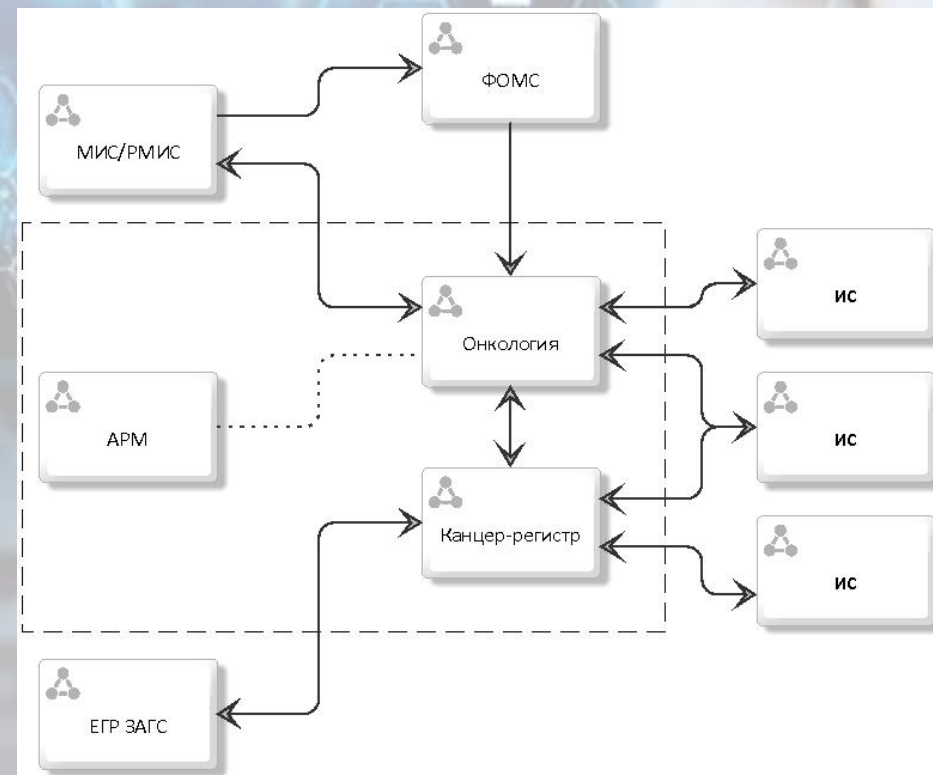 ФОМС
МИС/РМИС
ИС
Онкология
АРМ
ИС
Канцер-регистр
ИС
ЕГР ЗАГС